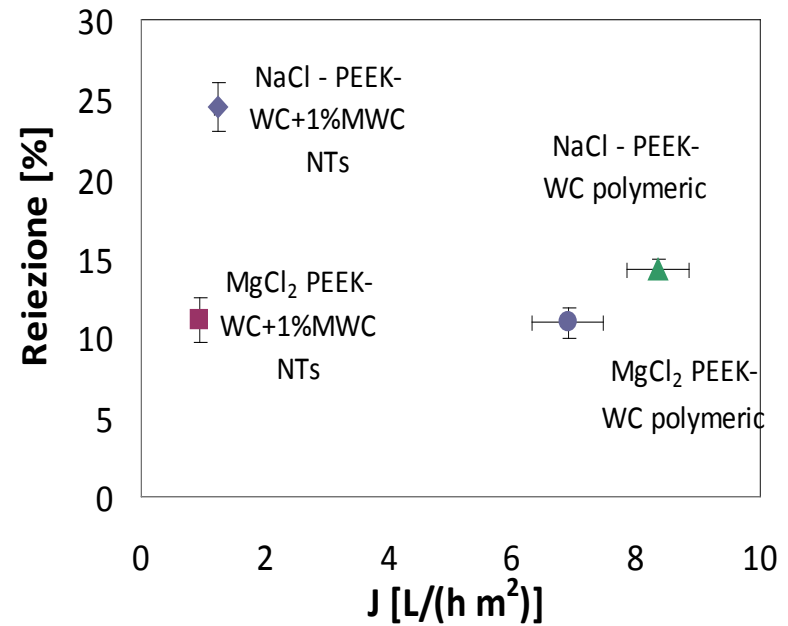 30
25
20
15
10
5
0
Reiezione [%]
NaCl - PEEK-
WC+1%MWC
NTs
NaCl - PEEK-
WC polymeric
MgCl₂ PEEK-
WC+1%MWC
NTs
MgCl₂ PEEK-
WC polymeric
0 2 4 6 8 10
J [L/(h m²)]